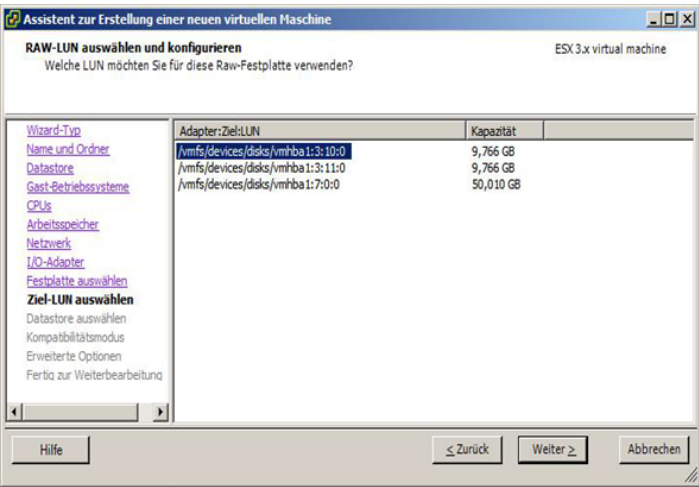 Assistent zur Erstellung einer neuen virtuellen Maschine
RAW-LUN auswählen und konfigurieren
ESX 3.x virtual machine
Welche LUN möchten Sie für diese Raw-Festplatte verwenden?
Wizard-Typ
Name und Ordner
Datastore
Gast-Betriebssysteme
CPUs
Arbeitsspeicher
Netzwerk
I/O-Adapter
Festplatte auswählen
Ziel-LUN auswählen
Datastore auswählen
Kompatibilitätsmodus
Erweiterte Optionen
Fertig zur Weiterbearbeitung
Adapter:Ziel:LUN Kapazität
/vmfs/devices/disks/vmhba1:3:10:0 9,766 GB
/vmfs/devices/disks/vmhba1:3:11:0 9,766 GB
/vmfs/devices/disks/vmhba1:7:0:0 50,010 GB
Hilfe
< Zurück
Weiter >
Abbrechen